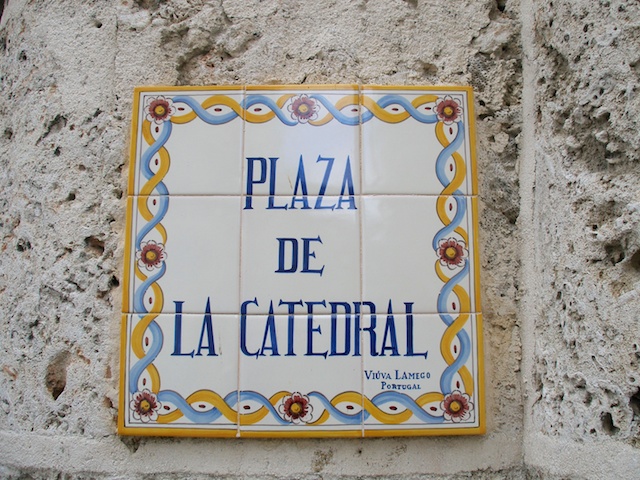 PLAZA
DE
LA CATEDRAL
VIÚVA LAMEGO
PORTUGAL